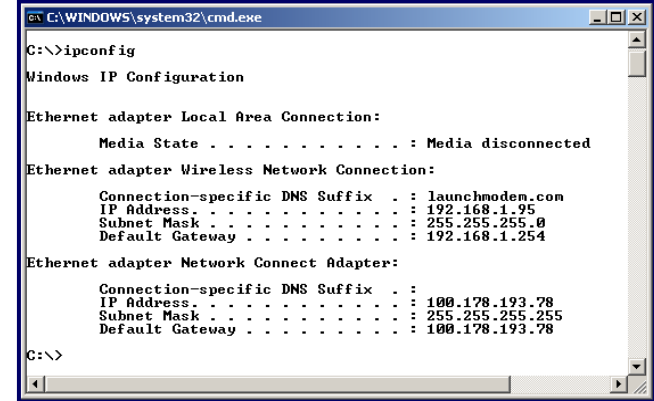 C:\WINDOWS\system32\cmd.exe
C:\>ipconfig
Windows IP Configuration
Ethernet adapter Local Area Connection:
Media State . . . . . . . . . . . : Media disconnected
Ethernet adapter Wireless Network Connection:
Connection-specific DNS Suffix  . : launchmodem.com
IP Address. . . . . . . . . . . . : 192.168.1.95
Subnet Mask . . . . . . . . . . . : 255.255.255.0
Default Gateway . . . . . . . . . : 192.168.1.254
Ethernet adapter Network Connect Adapter:
Connection-specific DNS Suffix  . :
IP Address. . . . . . . . . . . . : 100.178.193.78
Subnet Mask . . . . . . . . . . . : 255.255.255.255
Default Gateway . . . . . . . . . : 100.178.193.78
C:\>